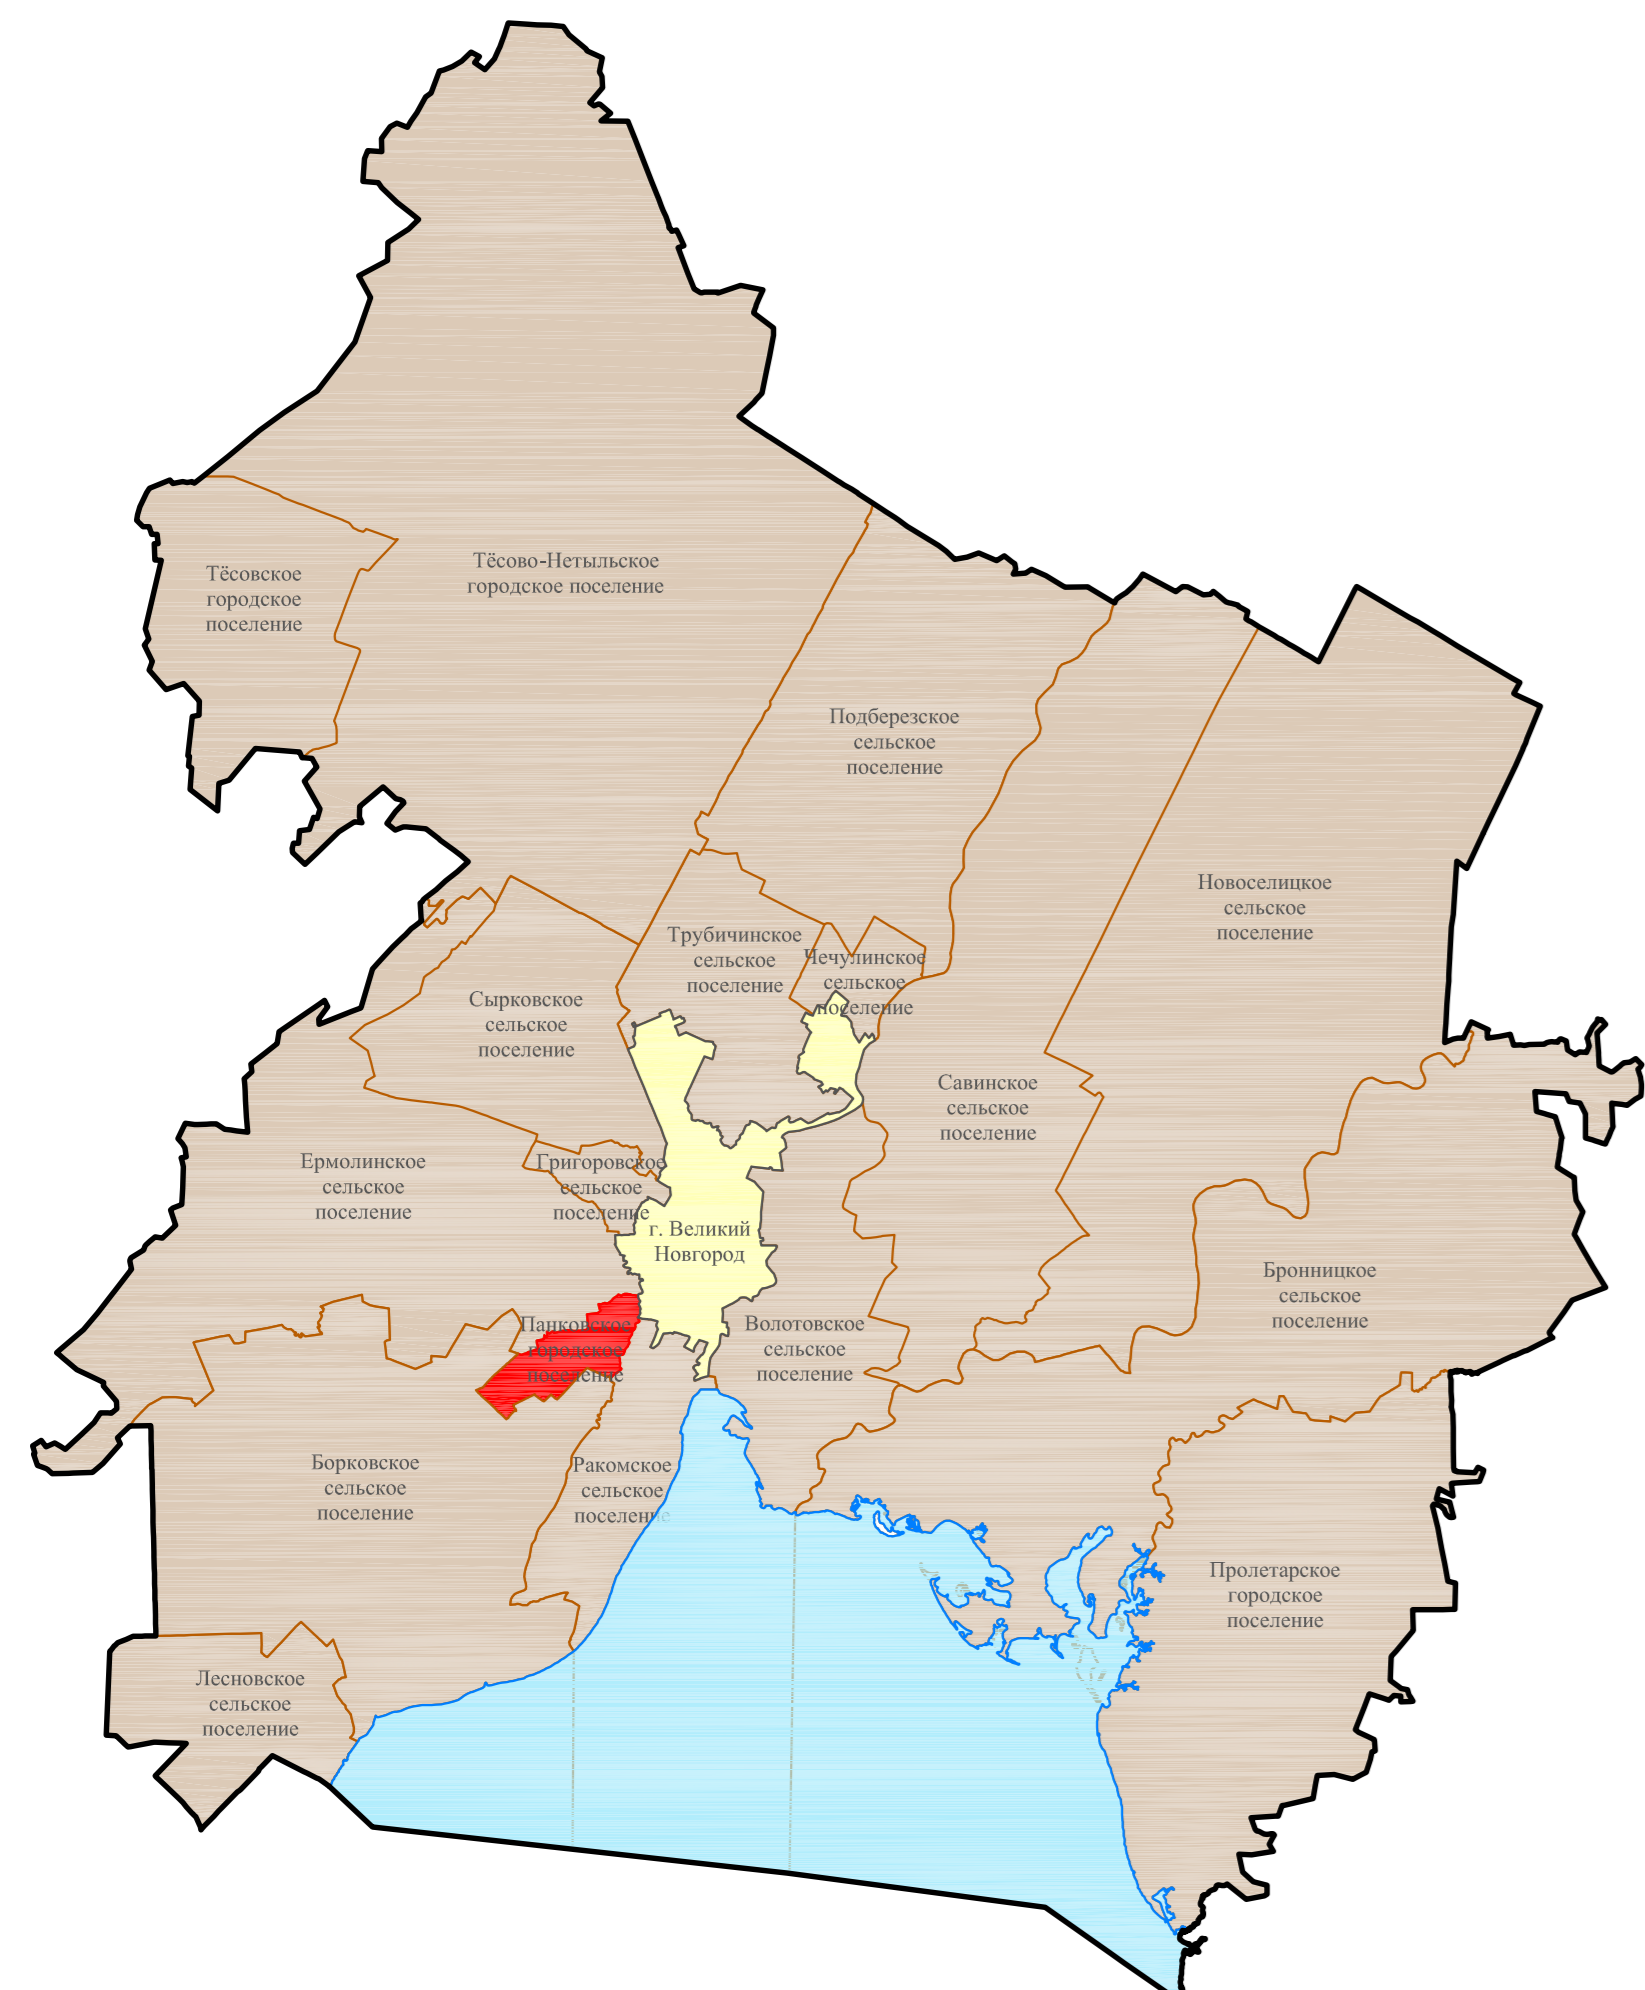 Тёсово-Нетыльское
городское поселение
Тёсовское
городское
поселение
Подберезское
сельское
поселение
Новоселицкое
сельское
поселение
Трубичинское
сельское
поселение
Чечулинское
сельское
поселение
Сырковское
сельское
поселение
Савинское
сельское
поселение
Ермолинское
сельское
поселение
Григоровское
сельское
поселение
г. Великий
Новгород
Бронницкое
сельское
поселение
Панковское
городское
поселение
Волотовское
сельское
поселение
Борковское
сельское
поселение
Ракомское
сельское
поселение
Пролетарское
городское
поселение
Лесновское
сельское
поселение